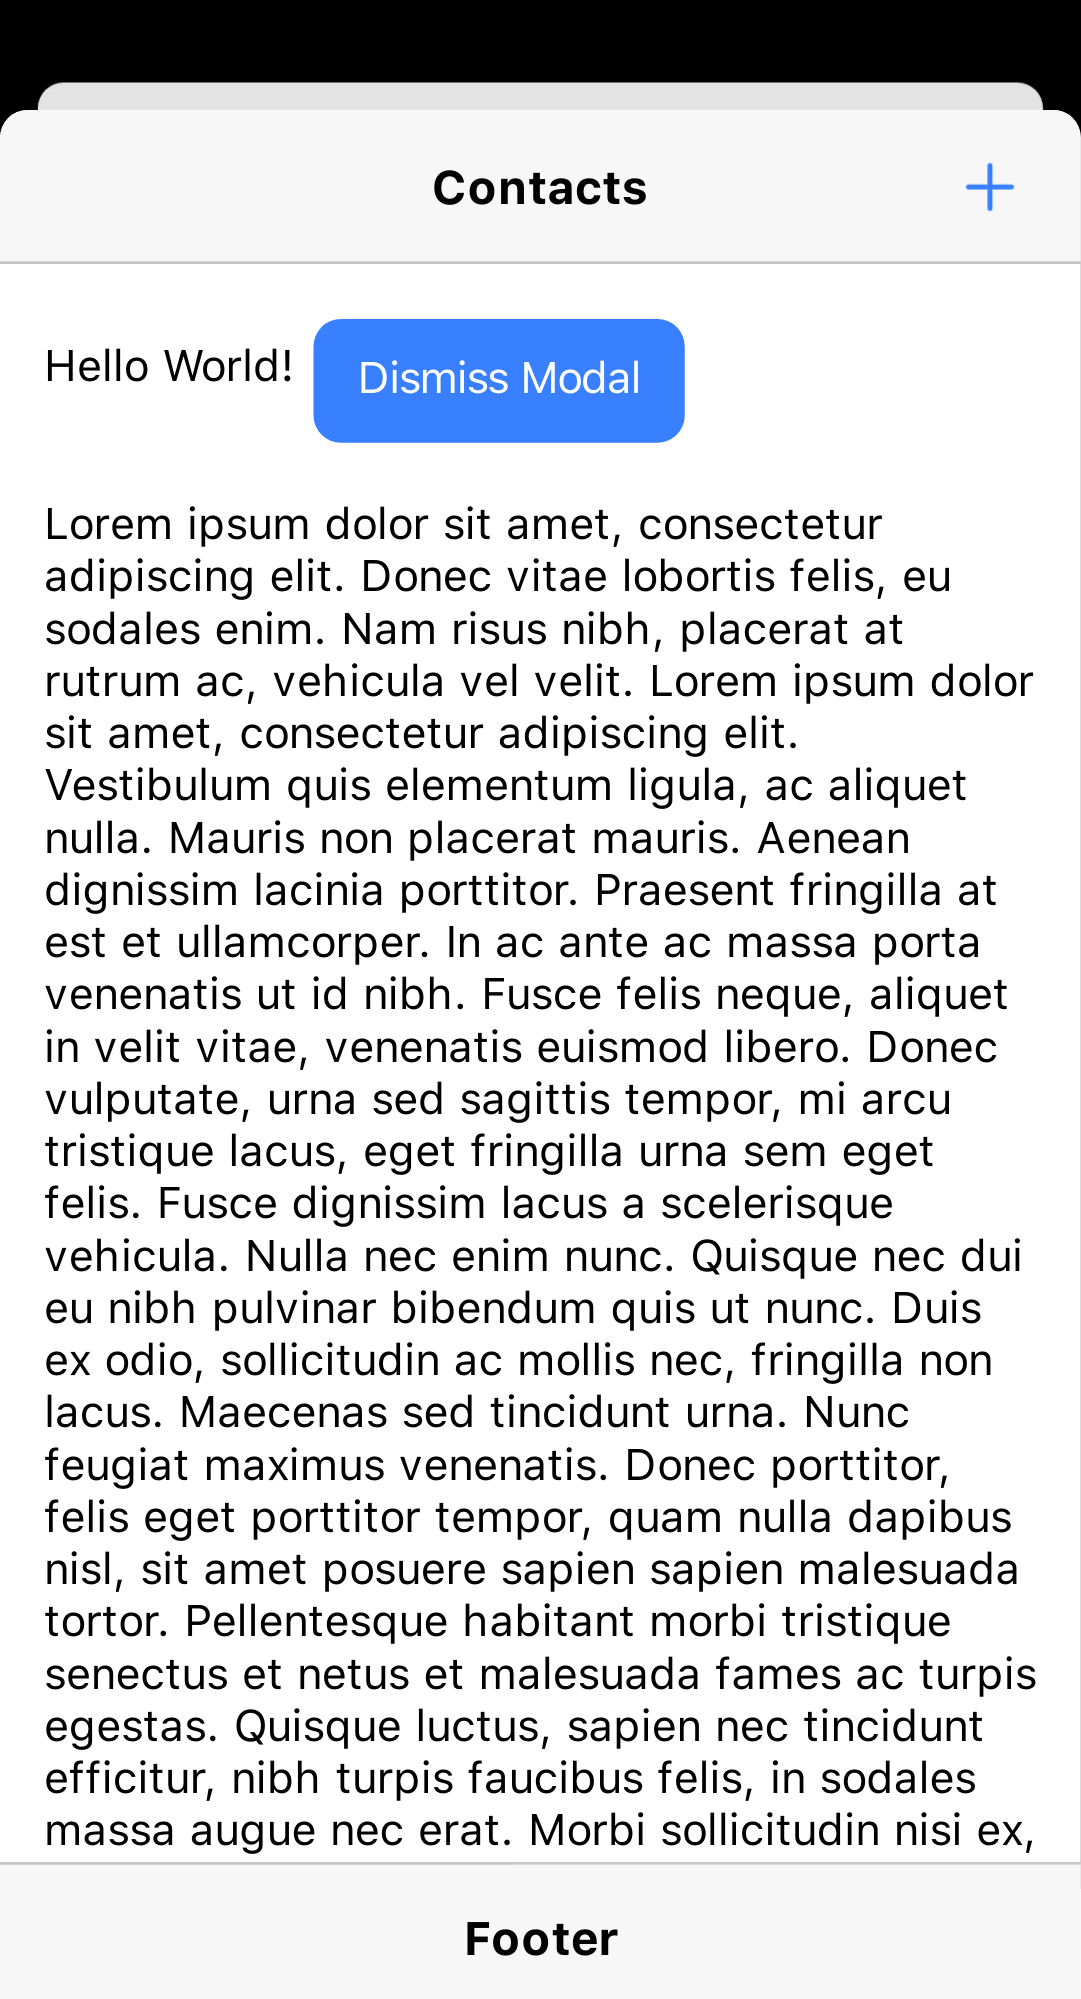 Contacts
Hello World! Dismiss Modal
Lorem ipsum dolor sit amet, consectetur
adipiscing elit. Donec vitae lobortis felis, eu
sodales enim. Nam risus nibh, placerat at
rutrum ac, vehicula vel velit. Lorem ipsum dolor
sit amet, consectetur adipiscing elit.
Vestibulum quis elementum ligula, ac aliquet
nulla. Mauris non placerat mauris. Aenean
dignissim lacinia porttitor. Praesent fringilla at
est et ullamcorper. In ac ante ac massa porta
venenatis ut id nibh. Fusce felis neque, aliquet
in velit vitae, venenatis euismod libero. Donec
vulputate, urna sed sagittis tempor, mi arcu
tristique lacus, eget fringilla urna sem eget
felis. Fusce dignissim lacus a scelerisque
vehicula. Nulla nec enim nunc. Quisque nec dui
eu nibh pulvinar bibendum quis ut nunc. Duis
ex odio, sollicitudin ac mollis nec, fringilla non
lacus. Maecenas sed tincidunt urna. Nunc
feugiat maximus venenatis. Donec porttitor,
felis eget porttitor tempor, quam nulla dapibus
nisl, sit amet posuere sapien sapien malesuada
tortor. Pellentesque habitant morbi tristique
senectus et netus et malesuada fames ac turpis
egestas. Quisque luctus, sapien nec tincidunt
efficitur, nibh turpis faucibus felis, in sodales
massa augue nec erat. Morbi sollicitudin nisi ex,
Footer